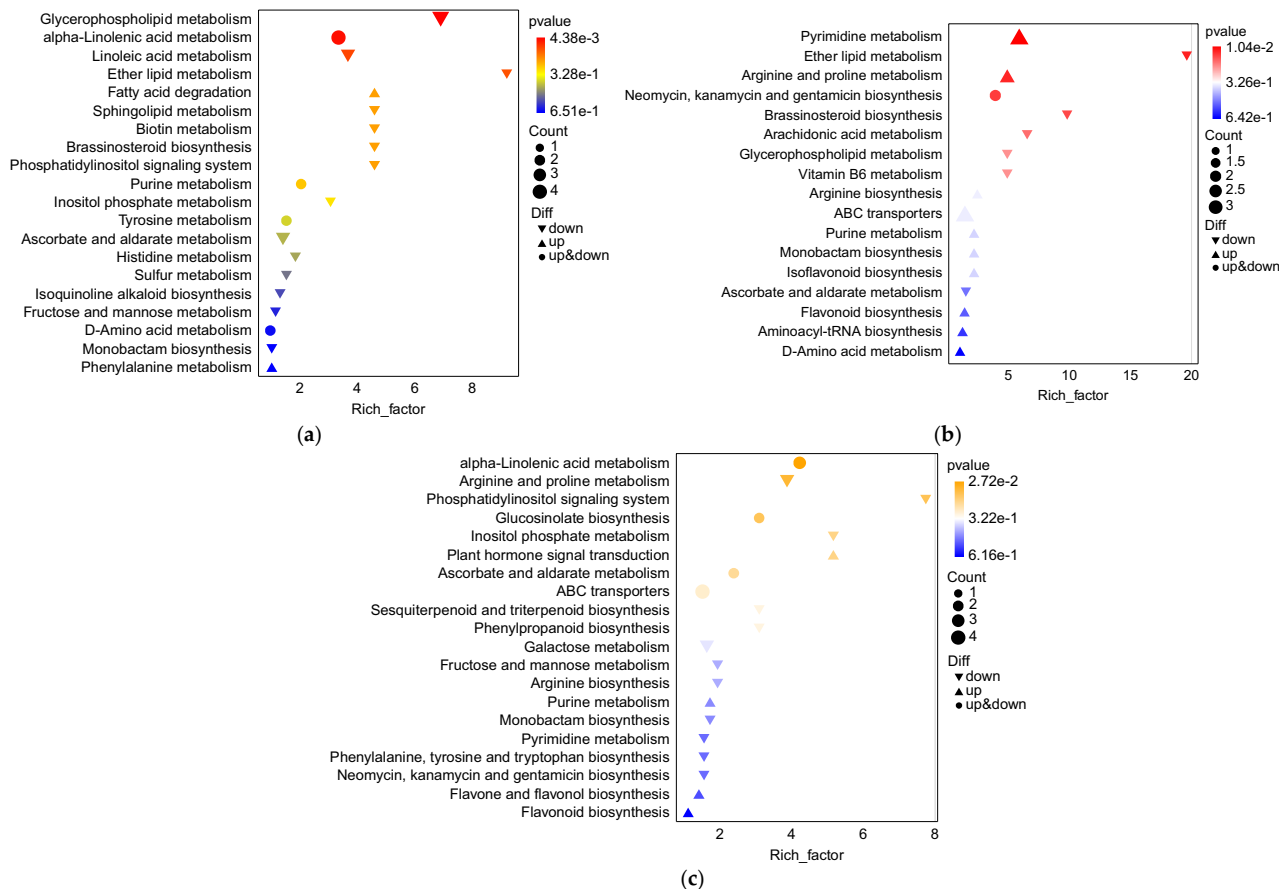 Glycerophospholipid metabolism
alpha-Linolenic acid metabolism
Linoleic acid metabolism
Ether lipid metabolism
Fatty acid degradation
Sphingolipid metabolism
Biotin metabolism
Brassinosteroid biosynthesis
Phosphatidylinositol signaling system
Purine metabolism
Inositol phosphate metabolism
Tyrosine metabolism
Ascorbate and aldarate metabolism
Histidine metabolism
Sulfur metabolism
Isoquinoline alkaloid biosynthesis
Fructose and mannose metabolism
D-Amino acid metabolism
Monobactam biosynthesis
Phenylalanine metabolism
2 4 6 8
Rich_factor
pvalue
4.38e-3
3.28e-1
6.51e-1
Count
1
2
3
4
Diff
down
up
up&down
(a)
Pyrimidine metabolism
Ether lipid metabolism
Arginine and proline metabolism
Neomycin, kanamycin and gentamicin biosynthesis
Brassinosteroid biosynthesis
Arachidonic acid metabolism
Glycerophospholipid metabolism
Vitamin B6 metabolism
Arginine biosynthesis
ABC transporters
Purine metabolism
Monobactam biosynthesis
Isoflavonoid biosynthesis
Ascorbate and aldarate metabolism
Flavonoid biosynthesis
Aminoacyl-tRNA biosynthesis
D-Amino acid metabolism
5 10 15 20
Rich_factor
pvalue
1.04e-2
3.26e-1
6.42e-1
Count
1
1.5
2
2.5
3
Diff
down
up
up&down
(b)
alpha-Linolenic acid metabolism
Arginine and proline metabolism
Phosphatidylinositol signaling system
Glucosinolate biosynthesis
Inositol phosphate metabolism
Plant hormone signal transduction
Ascorbate and aldarate metabolism
ABC transporters
Sesquiterpenoid and triterpenoid biosynthesis
Phenylpropanoid biosynthesis
Galactose metabolism
Fructose and mannose metabolism
Arginine biosynthesis
Purine metabolism
Monobactam biosynthesis
Pyrimidine metabolism
Phenylalanine, tyrosine and tryptophan biosynthesis
Neomycin, kanamycin and gentamicin biosynthesis
Flavone and flavonol biosynthesis
Flavonoid biosynthesis
2 4 6 8
Rich_factor
pvalue
2.72e-2
3.22e-1
6.16e-1
Count
1
2
3
4
Diff
down
up
up&down
(c)